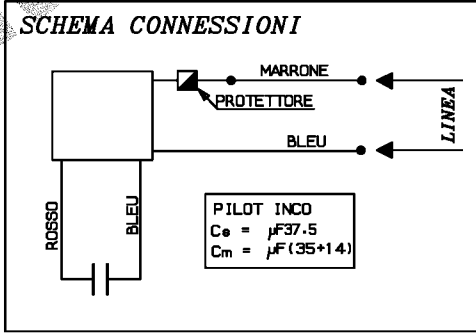 SCHEMA CONNESSIONI
MARRONE
PROTETTORE
LINEA
BLEU
ROSSO
BLEU
PILOT INCO
Ce = µF37.5
Cm = µF(35+14)